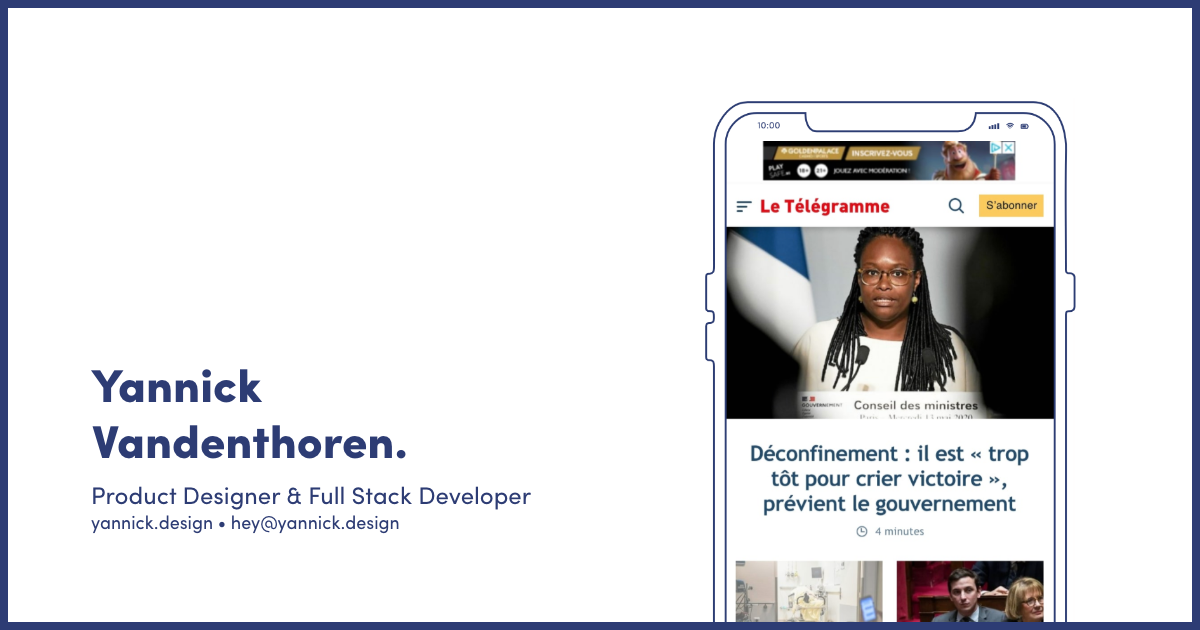 Yannick
Vandenthoren.
Product Designer & Full Stack Developer
yannick.design • hey@yannick.design
10:00
GOLDENPALACE
INSCRIVEZ-VOUS
PLAY
SAFE
18+
21+
JOUEZ AVEC MODÉRATION !
Le Télégramme
S'abonner
GOUVERNEMENT
Conseil des ministres
Paris - Mercredi 13 mai 2020
Déconfinement : il est « trop
tôt pour crier victoire »,
prévient le gouvernement
4 minutes